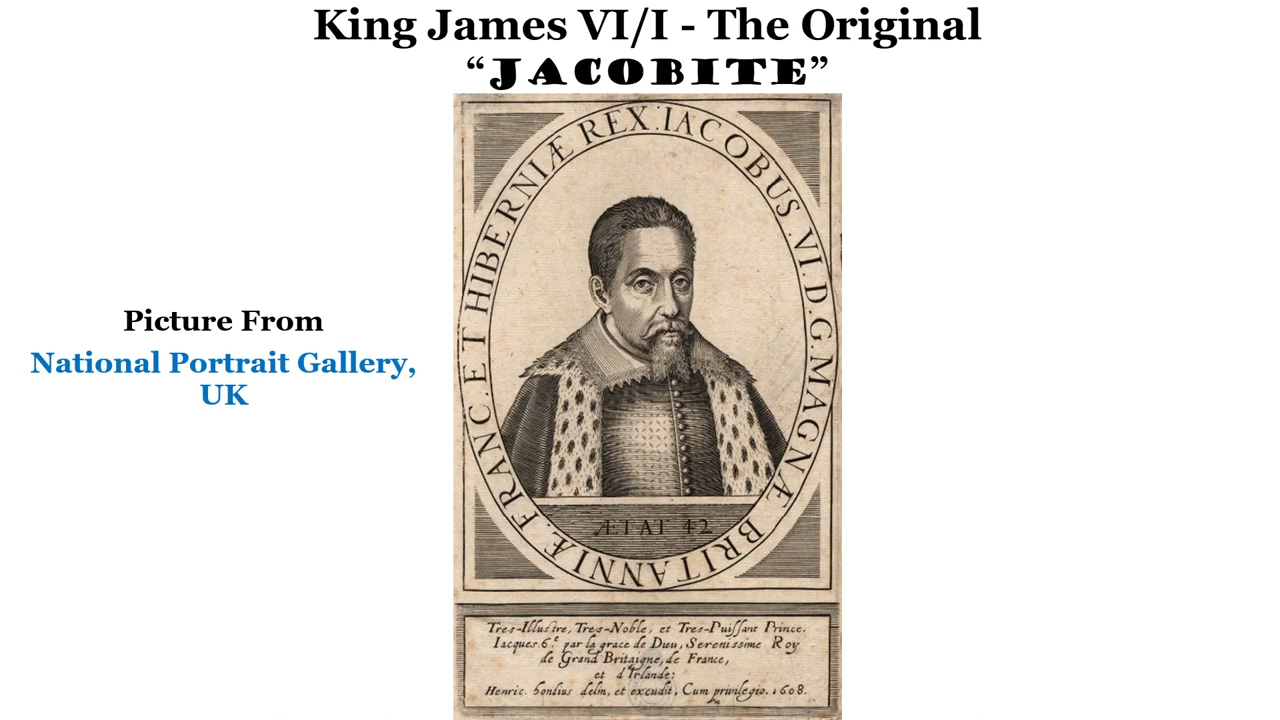 King James VI/I - The Original
“JACOBITE”
IACOBUS . VI . D . G . MAGNÆ BRITANNIÆ . FRANC . ET HIBERNIÆ REX :
Picture From
National Portrait Gallery,
UK
ÆTAT 42
Tres-Illustre, Tres-Noble, et Tres-Puissant Prince.
Iacques.6.e par la grace de Dieu, Serenissime Roy
de Grand Britaigne, de France,
et d'Irlande:
Henric. hondius delm, et excudit, Cum privilegio. 1608.